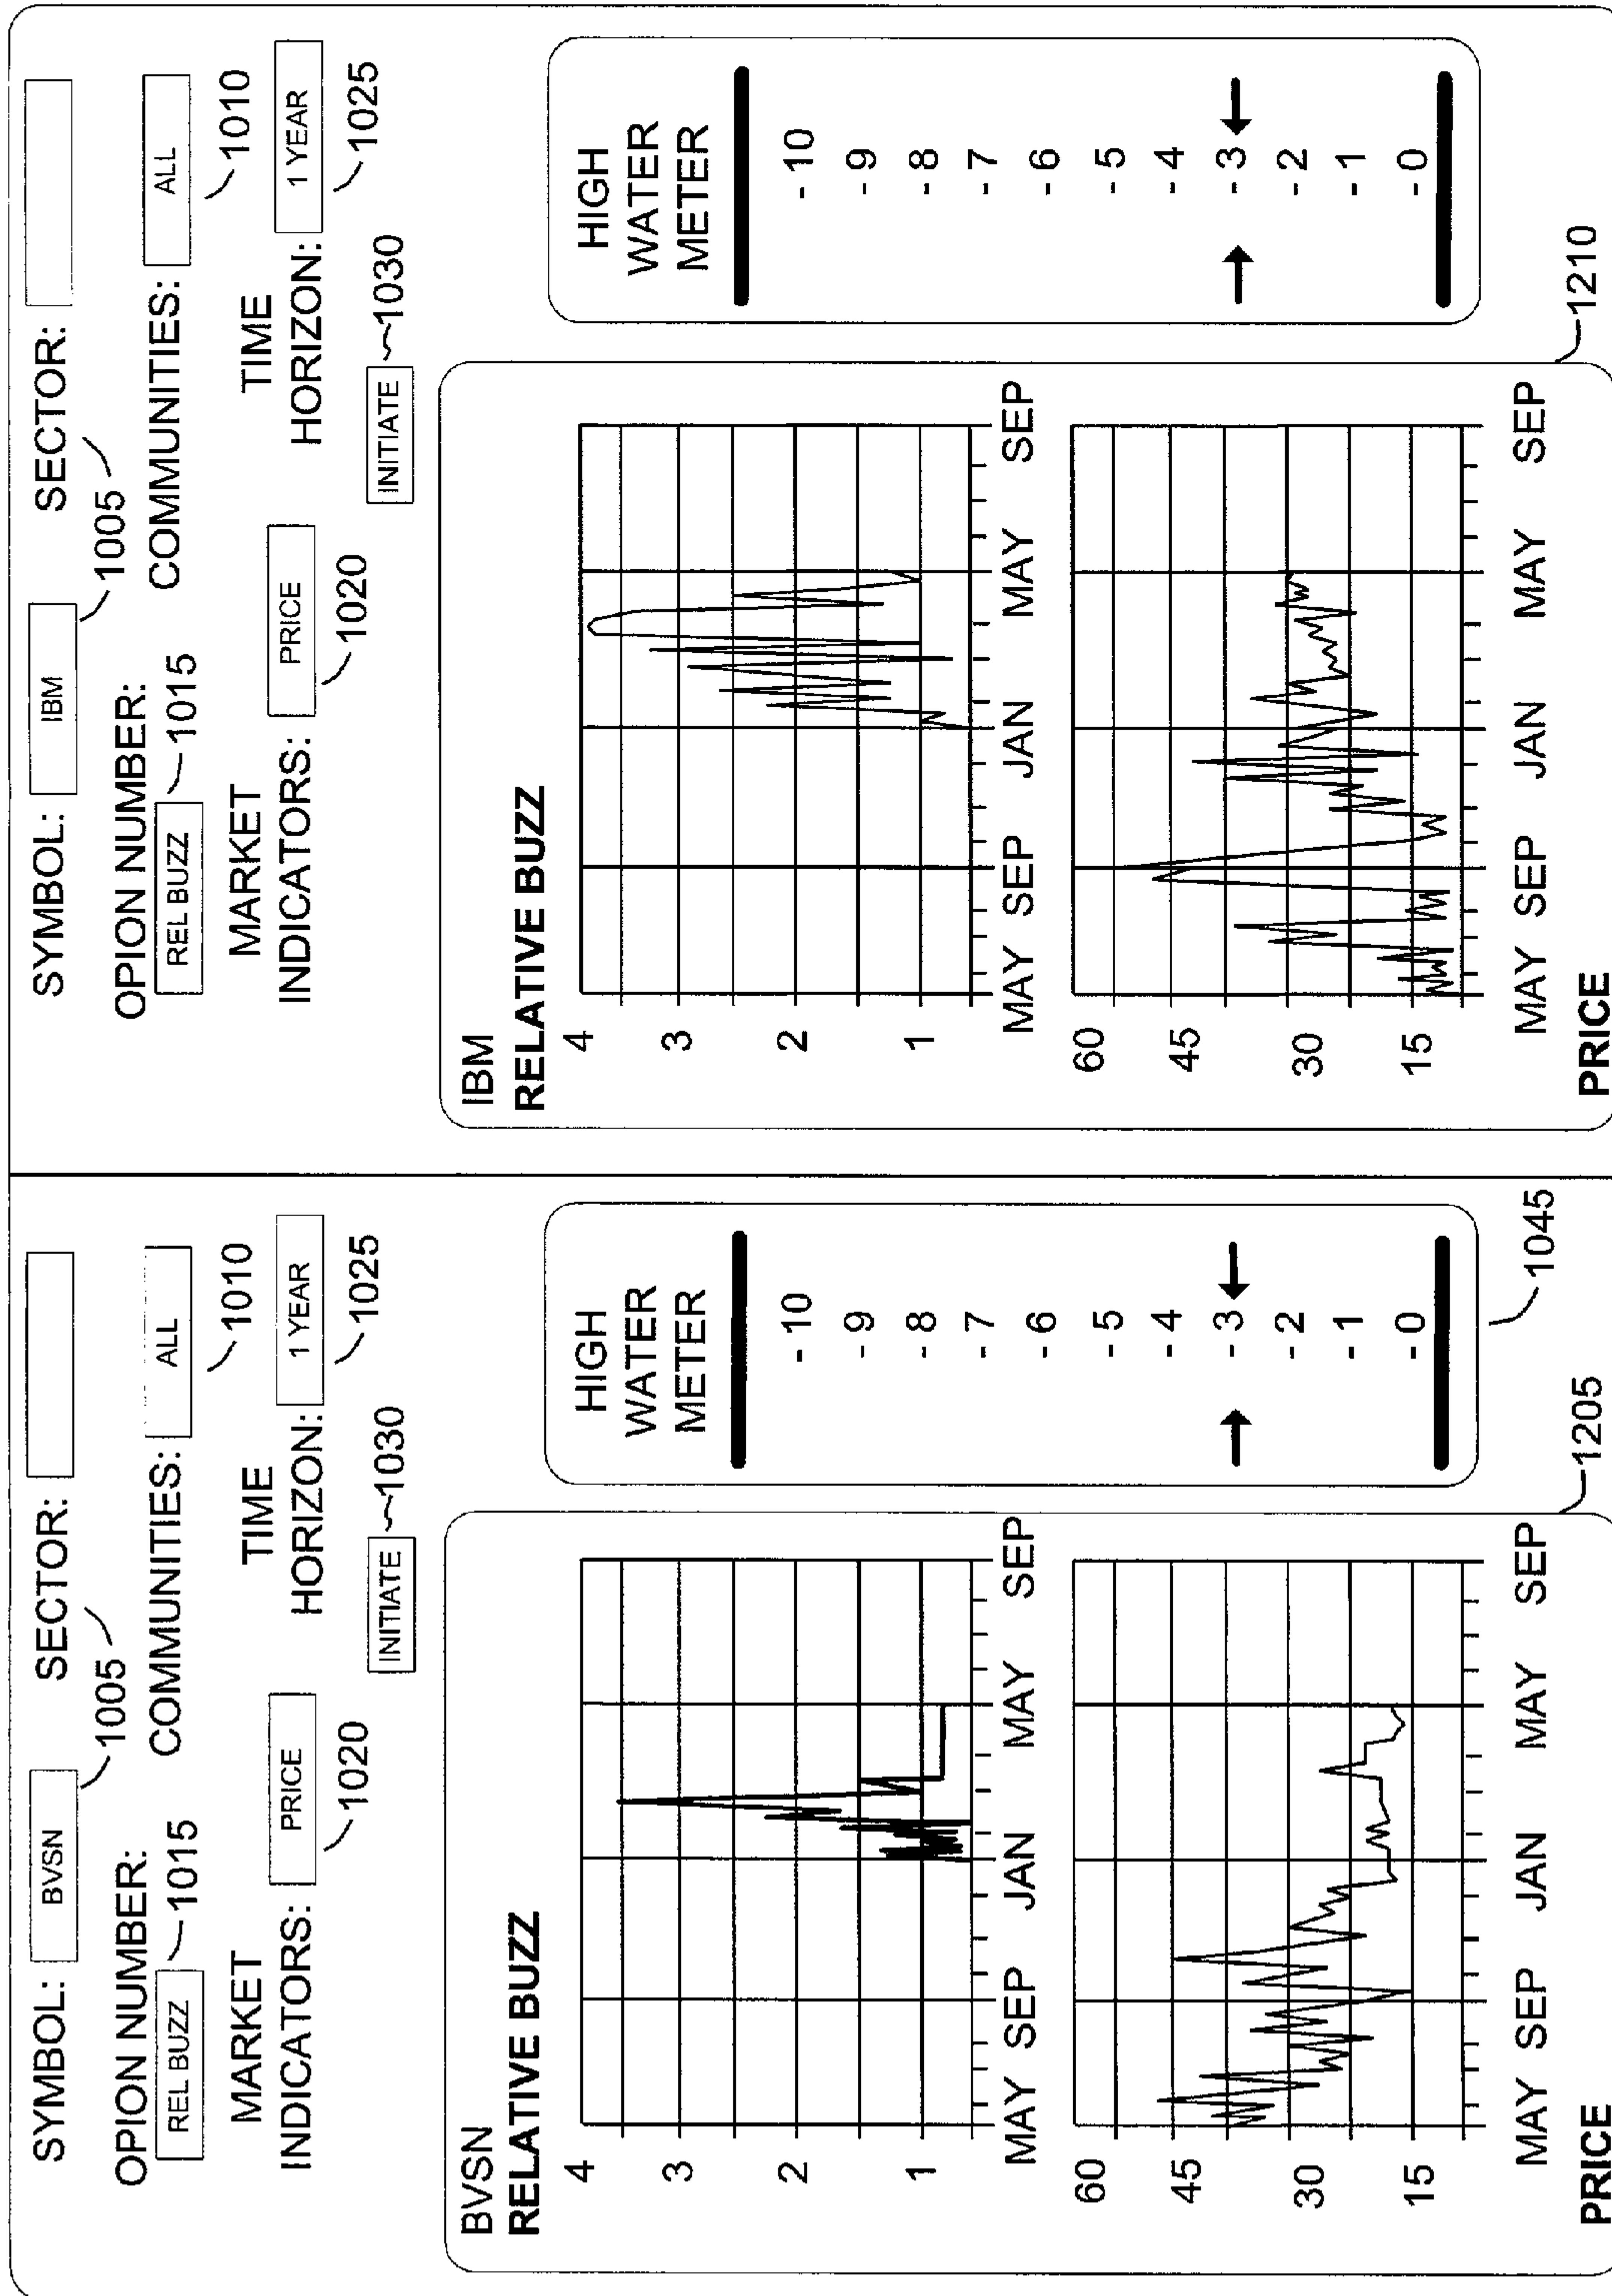 SYMBOL: BVSN SECTOR:
1005
OPION NUMBER: COMMUNITIES: ALL
REL BUZZ 1015 1010
MARKET TIME
INDICATORS: PRICE HORIZON: 1 YEAR
1020 1025
INITIATE 1030
BVSN
RELATIVE BUZZ
4
3
2
1
MAY SEP JAN MAY SEP
60
45
30
15
MAY SEP JAN MAY SEP
PRICE
1205
HIGH
WATER
METER
- 10
- 9
- 8
- 7
- 6
- 5
- 4
- 3
- 2
- 1
- 0
1045
SYMBOL: IBM SECTOR:
1005
OPION NUMBER: COMMUNITIES: ALL
REL BUZZ 1015 1010
MARKET TIME
INDICATORS: PRICE HORIZON: 1 YEAR
1020 1025
INITIATE 1030
IBM
RELATIVE BUZZ
4
3
2
1
MAY SEP JAN MAY SEP
60
45
30
15
MAY SEP JAN MAY SEP
PRICE
1210
HIGH
WATER
METER
- 10
- 9
- 8
- 7
- 6
- 5
- 4
- 3
- 2
- 1
- 0